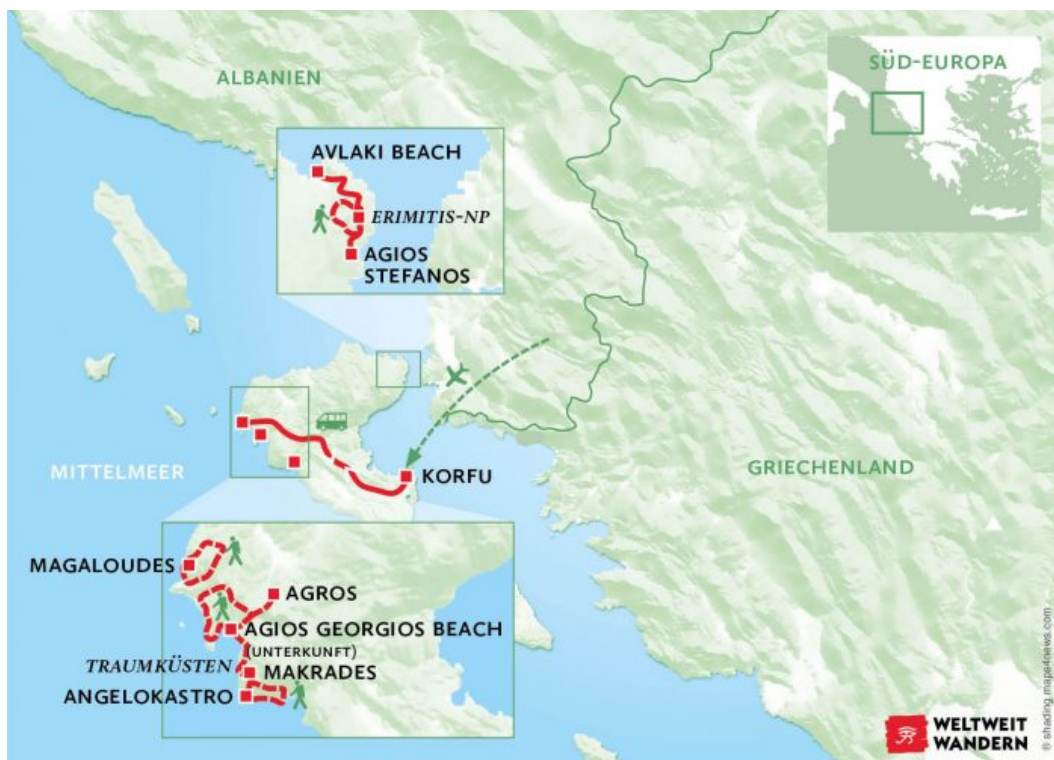 ALBANIEN
SÜD-EUROPA
AVLAKI BEACH
ERIMITIS-NP
AGIOS
STEFANOS
MITTELMEER
KORFU
GRIECHENLAND
MAGALOUDES
AGROS
AGIOS GEORGIOS BEACH
(UNTERKUNFT)
TRAUMKÜSTEN
MAKRADES
ANGELOKASTRO
WELTWEIT
WANDERN
© shading.maps4news.com